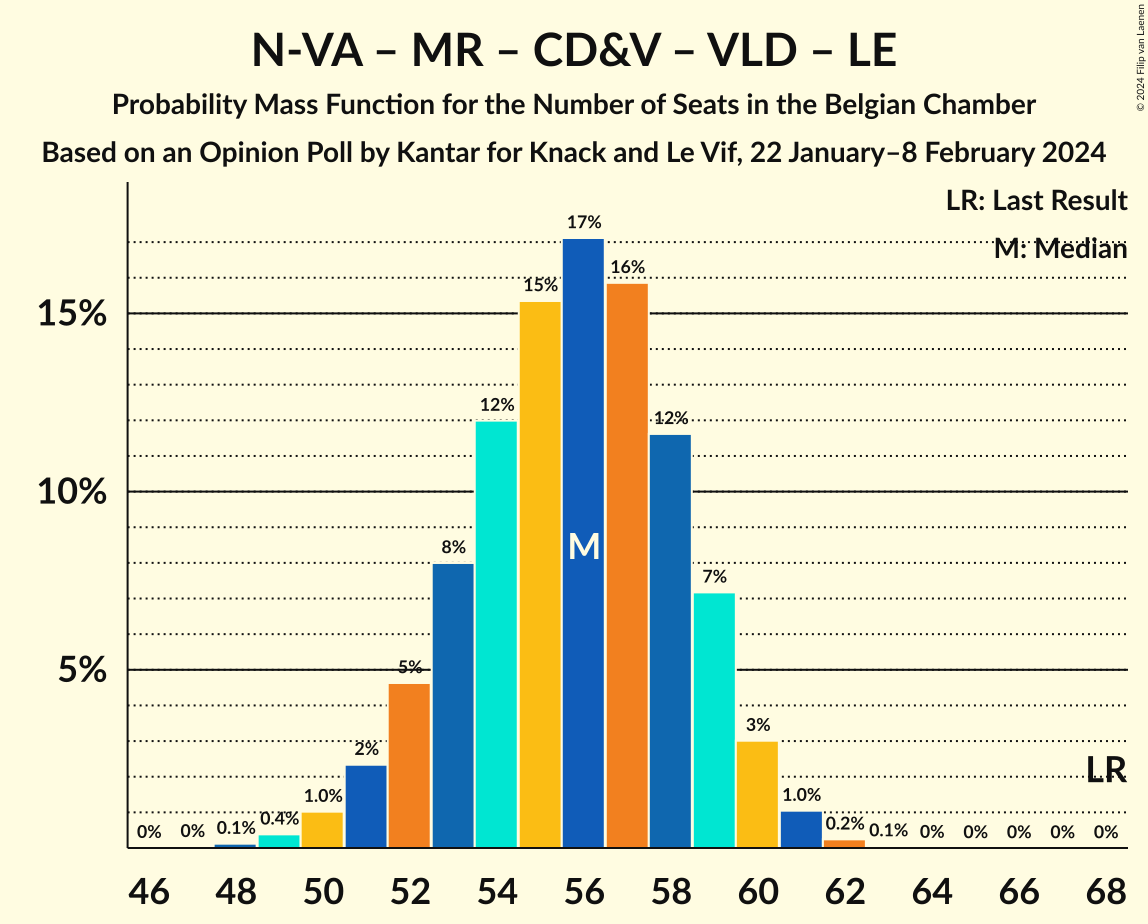 N-VA – MR – CD&V – VLD – LE
Probability Mass Function for the Number of Seats in the Belgian Chamber
Based on an Opinion Poll by Kantar for Knack and Le Vif, 22 January–8 February 2024
© 2024 Filip van Laenen
LR: Last Result
M: Median
15%
10%
5%
0% 0% 0.1% 0.4% 1.0% 2% 5% 8% 12% 15% 17% 16% 12% 7% 3% 1.0% 0.2% 0.1% 0% 0% 0% 0% 0%
M
LR
46 48 50 52 54 56 58 60 62 64 66 68